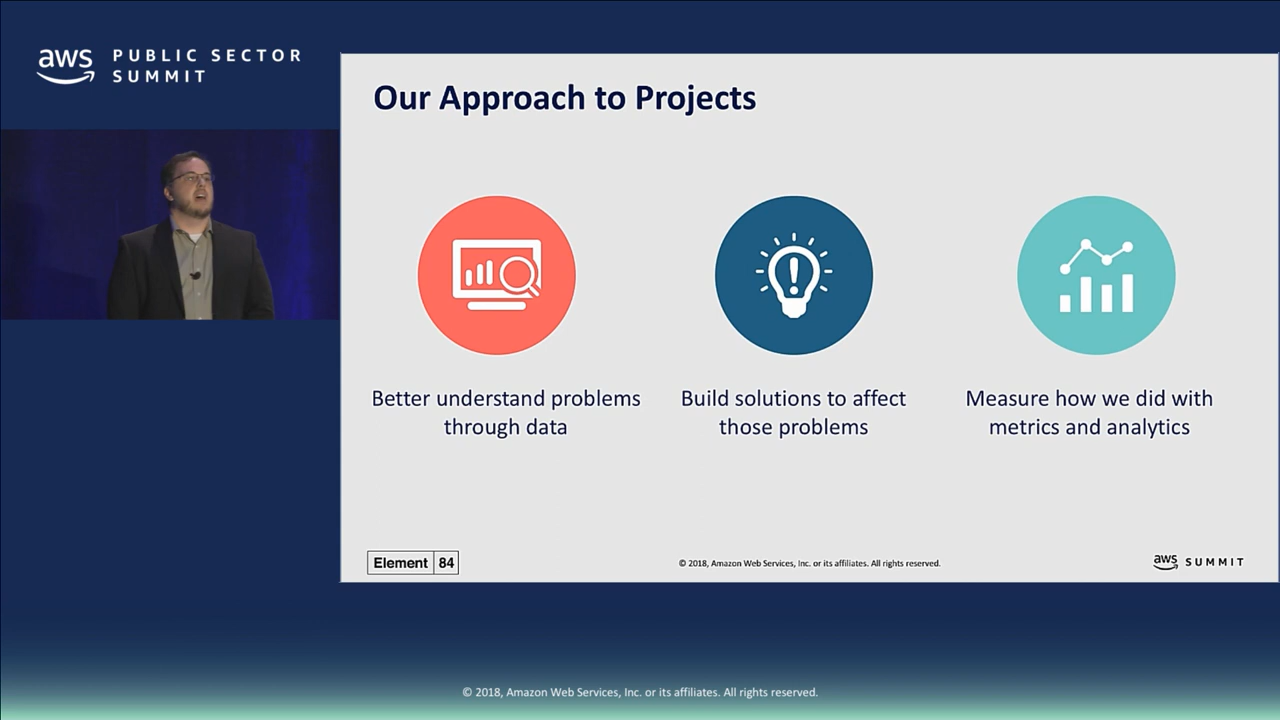 aws PUBLIC SECTOR
SUMMIT
Our Approach to Projects
Better understand problems
through data
Build solutions to affect
those problems
Measure how we did with
metrics and analytics
Element 84
© 2018, Amazon Web Services, Inc. or its affiliates. All rights reserved.
aws SUMMIT
© 2018, Amazon Web Services, Inc. or its affiliates. All rights reserved.